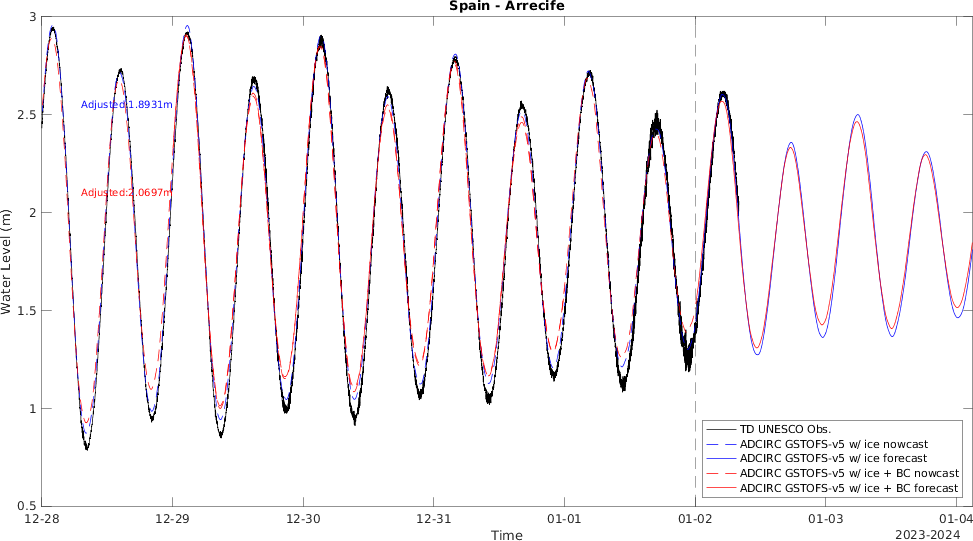 Spain - Arrecife
3
2.5
2
1.5
1
0.5
Water Level (m)
Adjusted:1.8931m
Adjusted:2.0697m
TD UNESCO Obs.
ADCIRC GSTOFS-v5 w/ ice nowcast
ADCIRC GSTOFS-v5 w/ ice forecast
ADCIRC GSTOFS-v5 w/ ice + BC nowcast
ADCIRC GSTOFS-v5 w/ ice + BC forecast
12-28 12-29 12-30 12-31 01-01 01-02 01-03 01-04
Time
2023-2024